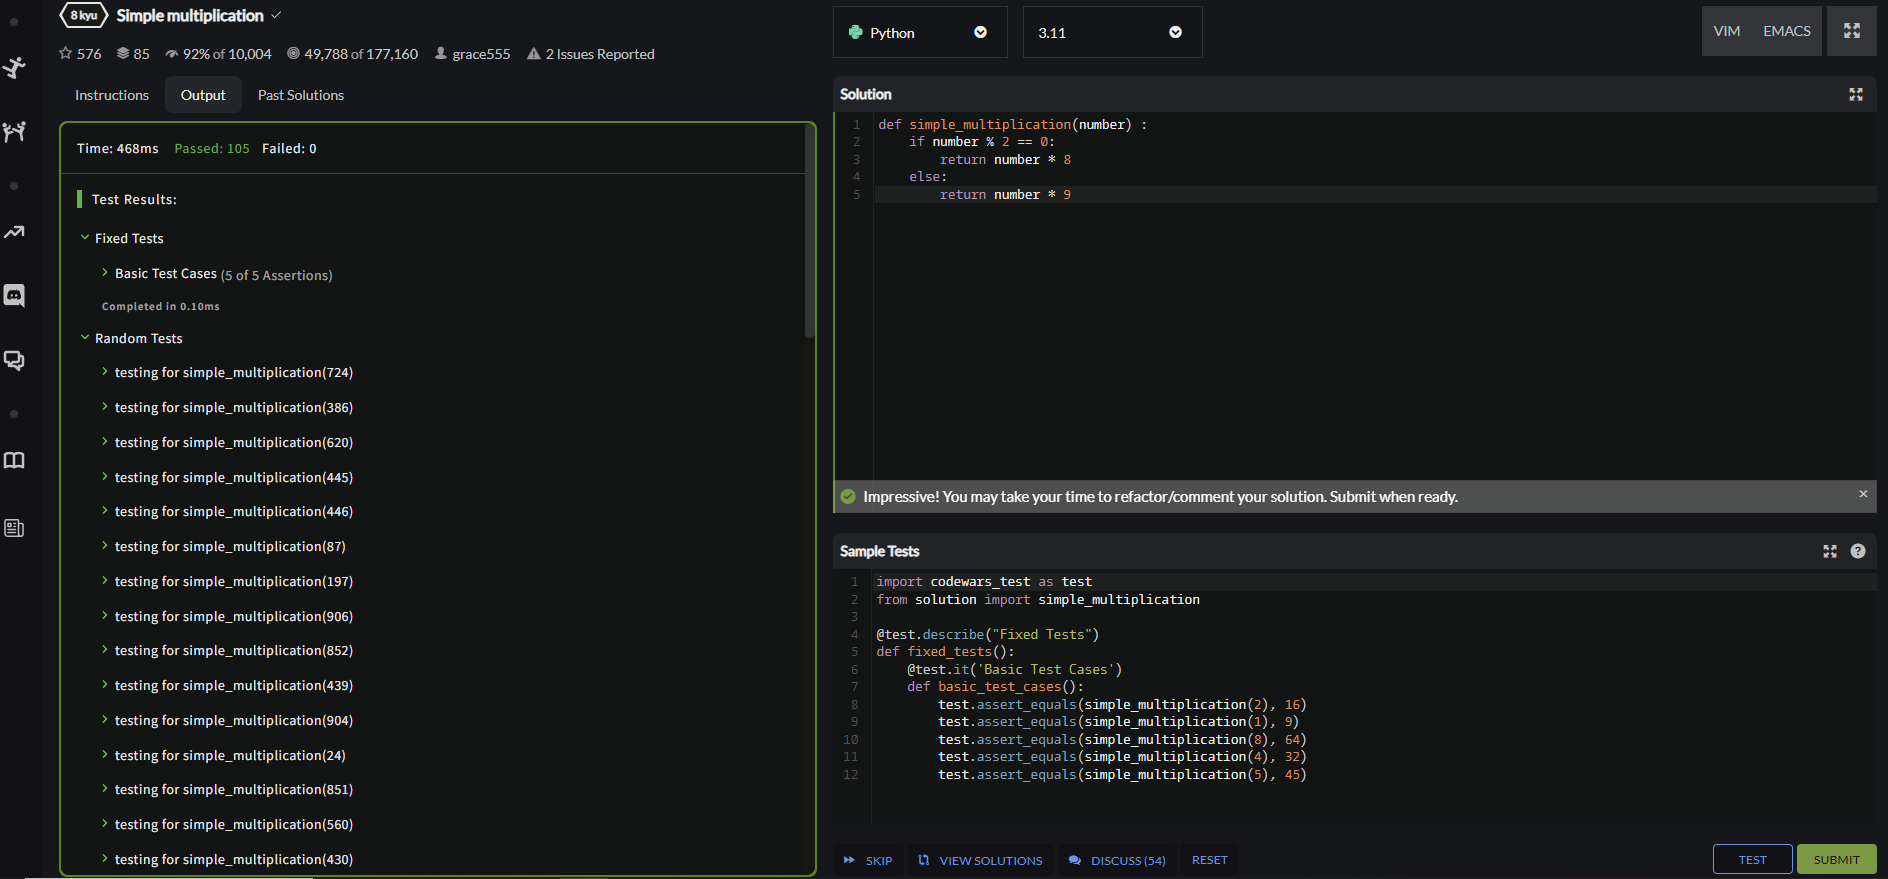 8 kyu Simple multiplication
576 85 92% of 10,004 49,788 of 177,160 grace555 2 Issues Reported
Instructions Output Past Solutions
Time: 468ms Passed: 105 Failed: 0
Test Results:
Fixed Tests
Basic Test Cases (5 of 5 Assertions)
Completed in 0.10ms
Random Tests
testing for simple_multiplication(724)
testing for simple_multiplication(386)
testing for simple_multiplication(620)
testing for simple_multiplication(445)
testing for simple_multiplication(446)
testing for simple_multiplication(87)
testing for simple_multiplication(197)
testing for simple_multiplication(906)
testing for simple_multiplication(852)
testing for simple_multiplication(439)
testing for simple_multiplication(904)
testing for simple_multiplication(24)
testing for simple_multiplication(851)
testing for simple_multiplication(560)
testing for simple_multiplication(430)
Python 3.11 VIM EMACS
Solution
1 def simple_multiplication(number) :
2     if number % 2 == 0:
3         return number * 8
4     else:
5         return number * 9
Impressive! You may take your time to refactor/comment your solution. Submit when ready. ×
Sample Tests ?
1 import codewars_test as test
2 from solution import simple_multiplication
3
4 @test.describe("Fixed Tests")
5 def fixed_tests():
6     @test.it('Basic Test Cases')
7     def basic_test_cases():
8         test.assert_equals(simple_multiplication(2), 16)
9         test.assert_equals(simple_multiplication(1), 9)
10         test.assert_equals(simple_multiplication(8), 64)
11         test.assert_equals(simple_multiplication(4), 32)
12         test.assert_equals(simple_multiplication(5), 45)
SKIP VIEW SOLUTIONS DISCUSS (54) RESET TEST SUBMIT